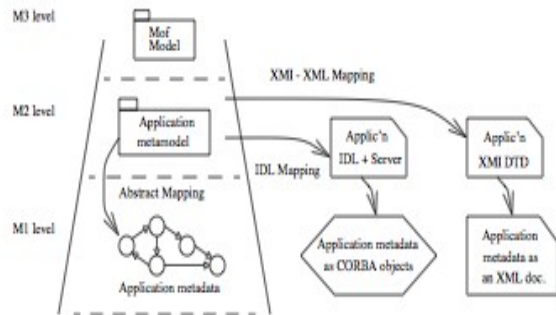 M3 level
Mof
Model
XMI - XML Mapping
M2 level
Application
metamodel
Applic'n
IDL + Server
Applic'n
XMI DTD
IDL Mapping
Abstract Mapping
M1 level
Application metadata
Application metadata
as CORBA objects
Application
metadata as
an XML doc.